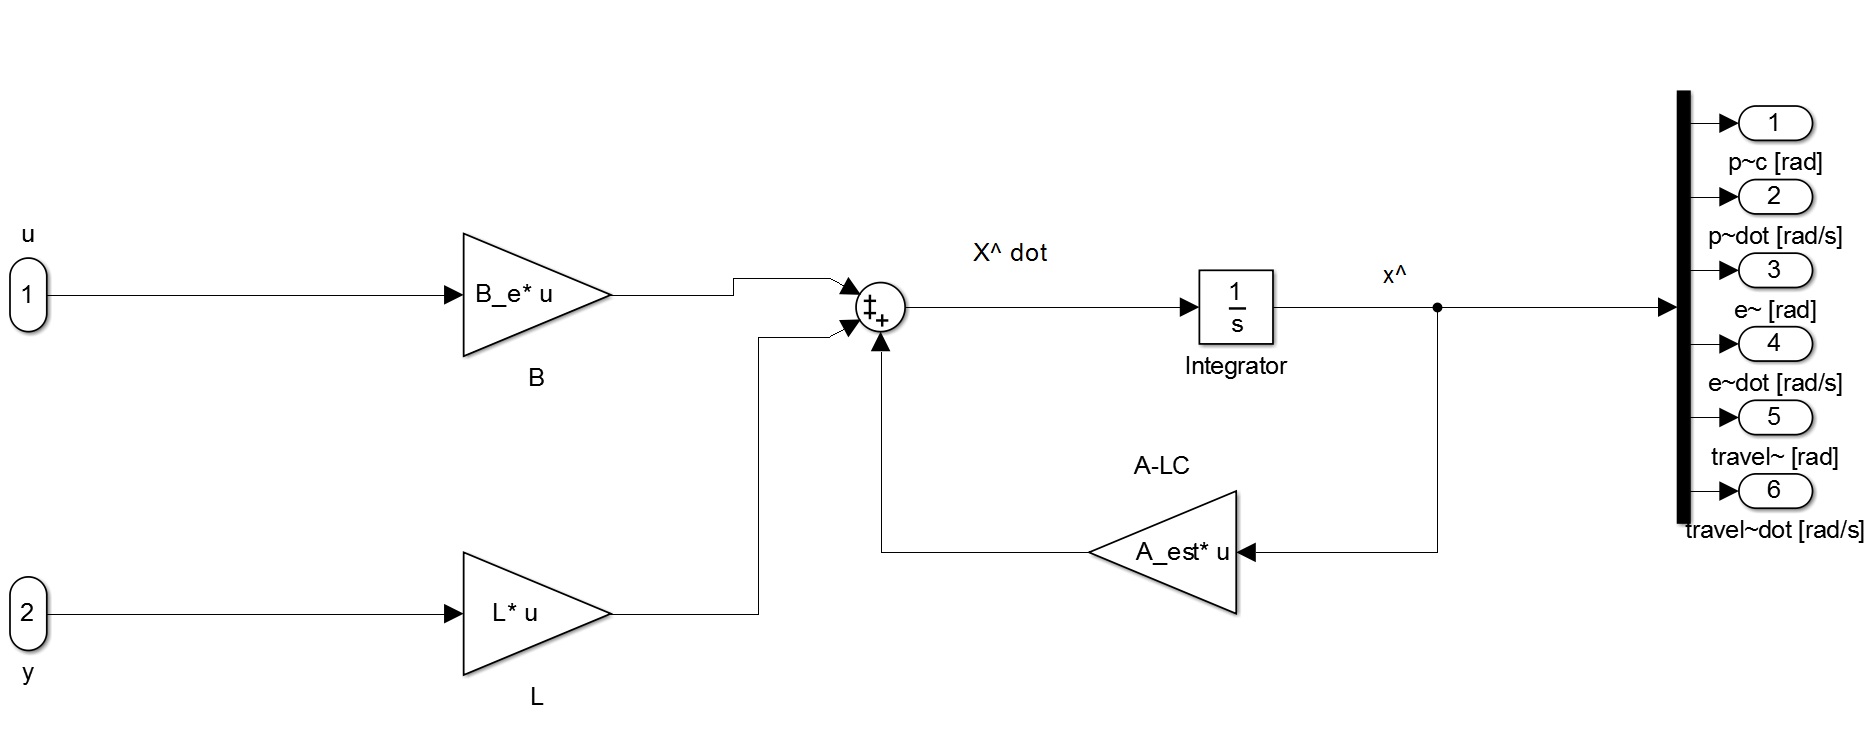 u
1
B_e* u
B
y
2
L* u
L
X^ dot
1
s
Integrator
x^
A-LC
A_est* u
1
p~c [rad]
2
p~dot [rad/s]
3
e~ [rad]
4
e~dot [rad/s]
5
travel~ [rad]
6
travel~dot [rad/s]